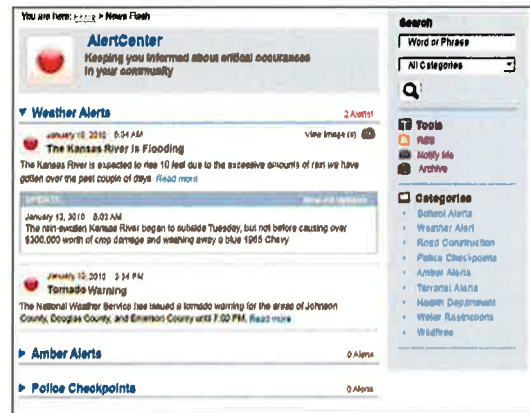 You are here: Home > News Flash
AlertCenter
Keeping you informed about critical occurances
in your community
Weather Alerts
2 Alerts!
January 10, 2010 5:34 AM
View Image (s)
The Kansas River is Flooding
The Kansas River is expected to rise 10 feet due to the excessive amounts of rain we have
gotten over the past couple of days. Read more
UPDATE
View All Updates
January 12, 2010 8:03 AM
The rain-swollen Kansas River began to subside Tuesday, but not before causing over
$300,000 worth of crop damage and washing away a blue 1965 Chevy
January 10, 2010 3:34 PM
Tornado Warning
The National Weather Service has issued a tornado warning for the areas of Johnson
County, Douglas County, and Emerson County until 7:00 PM. Read more
Amber Alerts
0 Alerts
Police Checkpoints
0 Alerts
Search
Word or Phrase
All Categories
Tools
RSS
Notify Me
Archive
Categories
School Alerts
Weather Alert
Road Construction
Police Checkpoints
Amber Alerts
Terrorist Alerts
Health Department
Water Restrictions
Wildfires